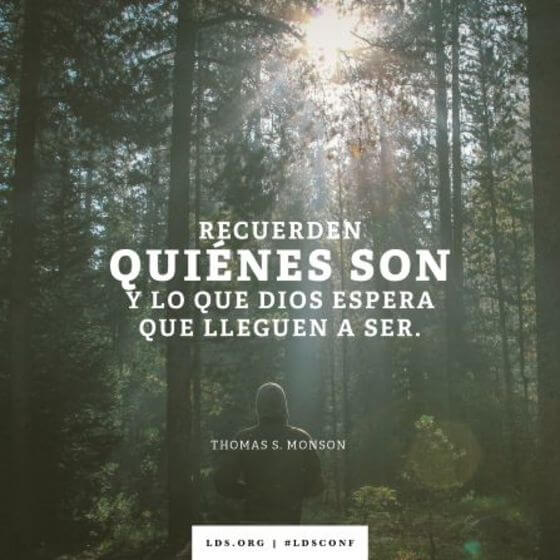 RECUERDEN
QUIÉNES SON
Y LO QUE DIOS ESPERA
QUE LLEGUEN A SER.
THOMAS S. MONSON
LDS.ORG | #LDSCONF